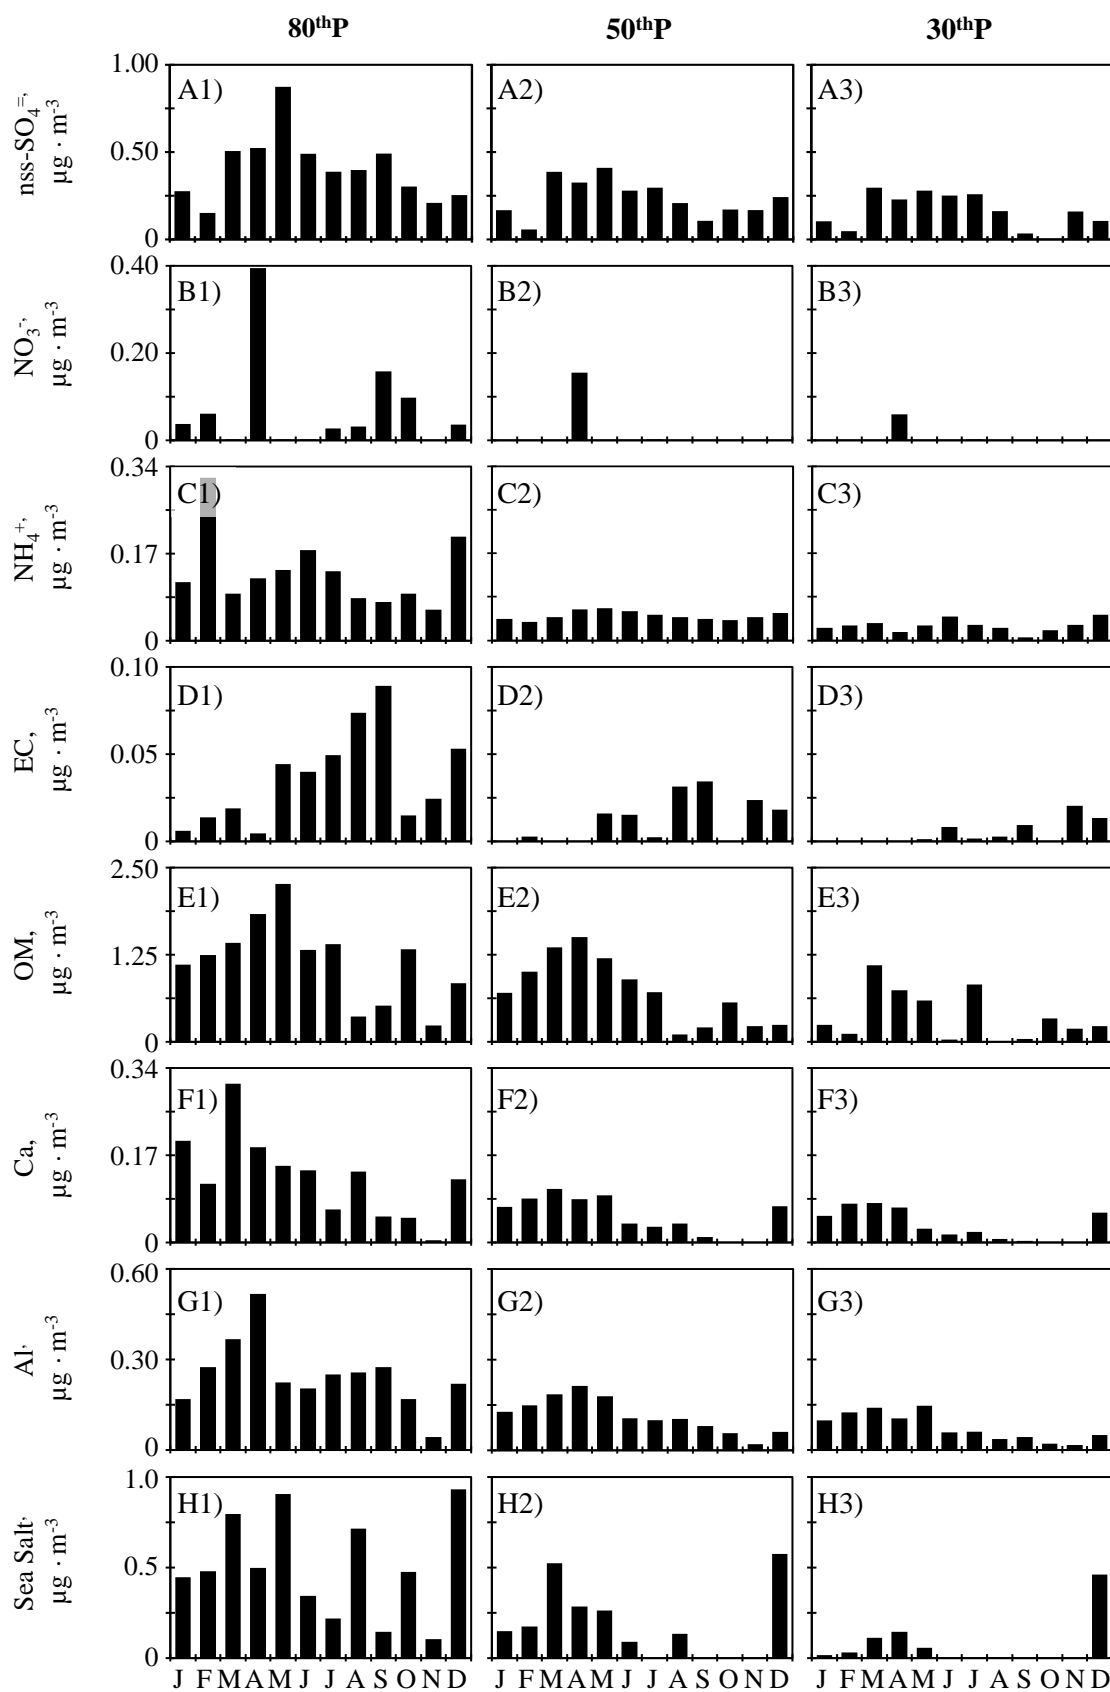 80thP 50thP 30thP
nss-SO4=, µg · m-3
1.00
0.50
0
A1) A2) A3)
NO3-, µg · m-3
0.40
0.20
0
B1) B2) B3)
NH4+, µg · m-3
0.34
0.17
0
C1) C2) C3)
EC, µg · m-3
0.10
0.05
0
D1) D2) D3)
OM, µg · m-3
2.50
1.25
0
E1) E2) E3)
Ca, µg · m-3
0.34
0.17
0
F1) F2) F3)
Al, µg · m-3
0.60
0.30
0
G1) G2) G3)
Sea Salt, µg · m-3
1.0
0.5
0
H1) H2) H3)
J F M A M J J A S O N D J F M A M J J A S O N D J F M A M J J A S O N D